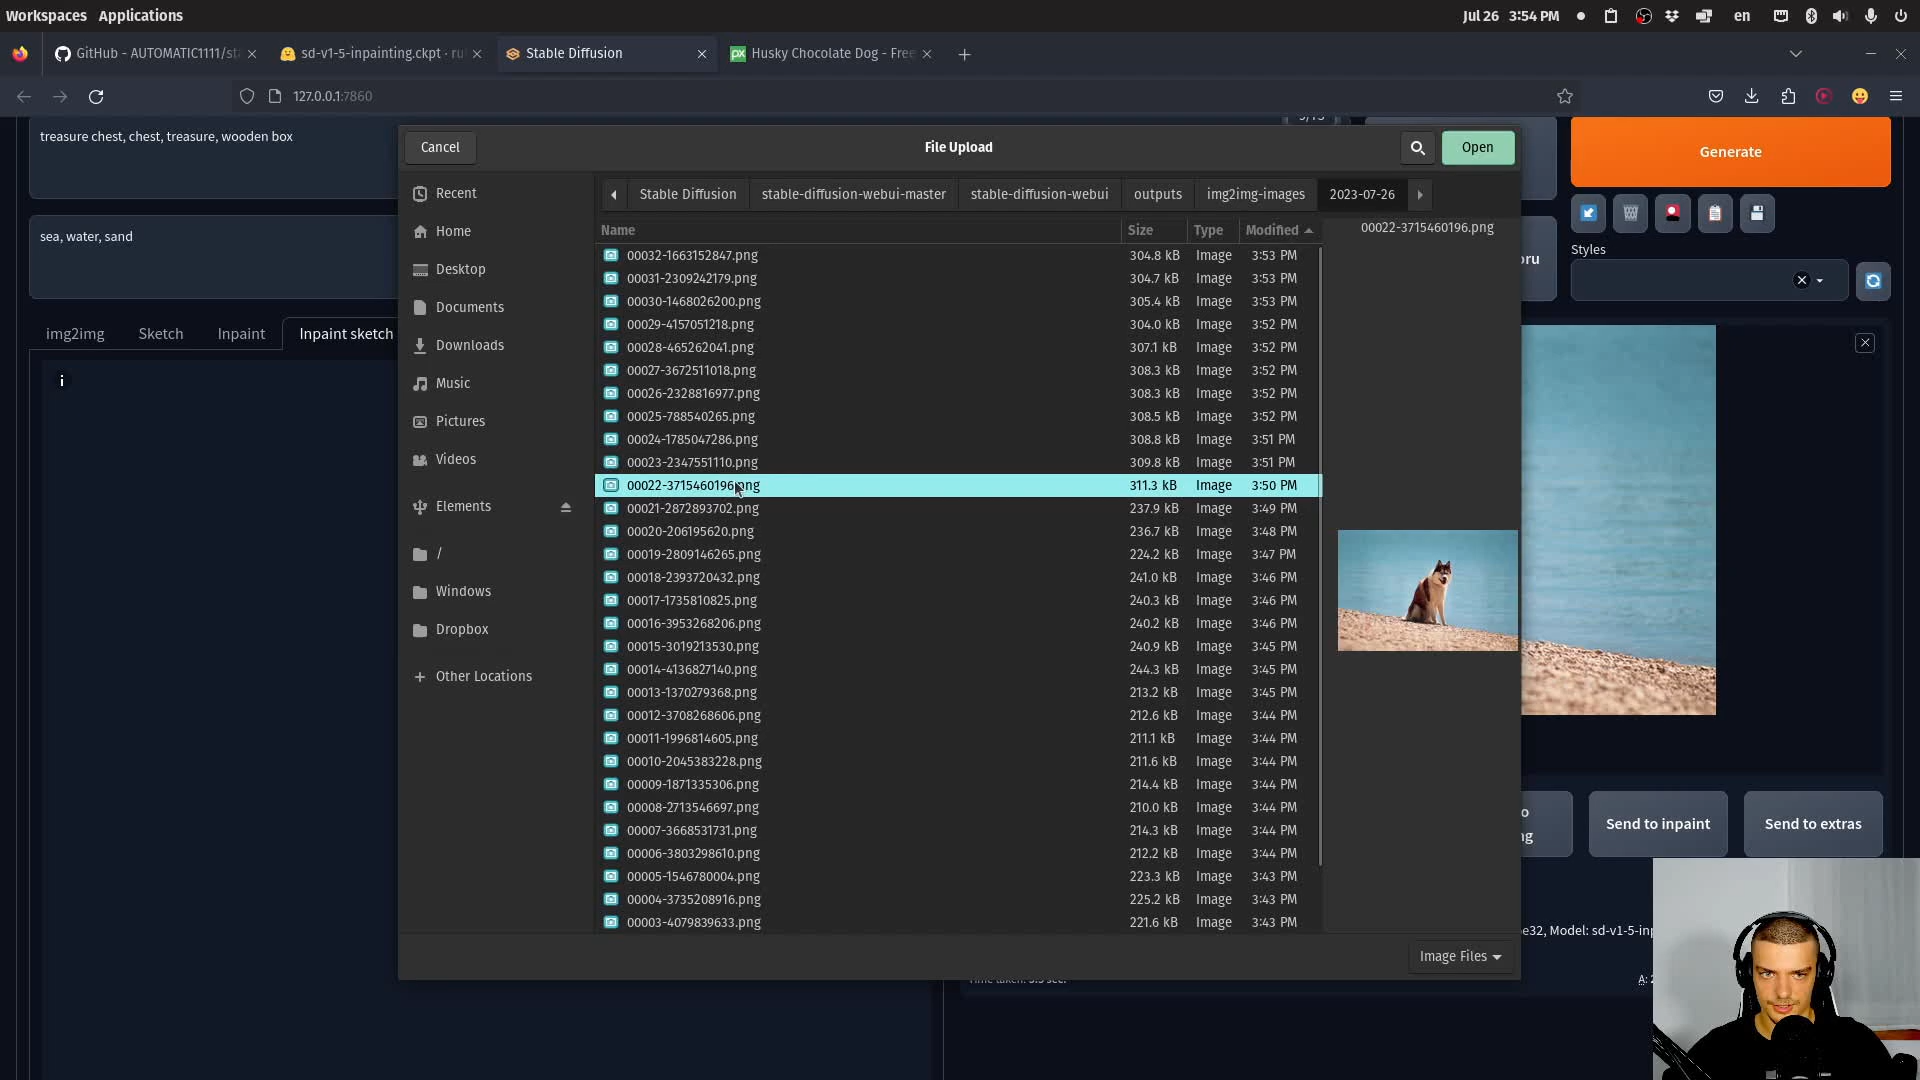 Workspaces Applications
Jul 26 3:54 PM en
GitHub - AUTOMATIC1111/sta
sd-v1-5-inpainting.ckpt · ru
Stable Diffusion
Husky Chocolate Dog - Free
127.0.0.1:7860
treasure chest, chest, treasure, wooden box
sea, water, sand
img2img Sketch Inpaint Inpaint sketch
i
Cancel
File Upload
Open
Recent
Home
Desktop
Documents
Downloads
Music
Pictures
Videos
Elements
/
Windows
Dropbox
Other Locations
Stable Diffusion stable-diffusion-webui-master stable-diffusion-webui outputs img2img-images 2023-07-26
Name Size Type Modified
00032-1663152847.png 304.8 kB Image 3:53 PM
00031-2309242179.png 304.7 kB Image 3:53 PM
00030-1468026200.png 305.4 kB Image 3:53 PM
00029-4157051218.png 304.0 kB Image 3:52 PM
00028-465262041.png 307.1 kB Image 3:52 PM
00027-3672511018.png 308.3 kB Image 3:52 PM
00026-2328816977.png 308.3 kB Image 3:52 PM
00025-788540265.png 308.5 kB Image 3:52 PM
00024-1785047286.png 308.8 kB Image 3:51 PM
00023-2347551110.png 309.8 kB Image 3:51 PM
00022-3715460196.png 311.3 kB Image 3:50 PM
00021-2872893702.png 237.9 kB Image 3:49 PM
00020-206195620.png 236.7 kB Image 3:48 PM
00019-2809146265.png 224.2 kB Image 3:47 PM
00018-2393720432.png 241.0 kB Image 3:46 PM
00017-1735810825.png 240.3 kB Image 3:46 PM
00016-3953268206.png 240.2 kB Image 3:46 PM
00015-3019213530.png 240.9 kB Image 3:45 PM
00014-4136827140.png 244.3 kB Image 3:45 PM
00013-1370279368.png 213.2 kB Image 3:45 PM
00012-3708268606.png 212.6 kB Image 3:44 PM
00011-1996814605.png 211.1 kB Image 3:44 PM
00010-2045383228.png 211.6 kB Image 3:44 PM
00009-1871335306.png 214.4 kB Image 3:44 PM
00008-2713546697.png 210.0 kB Image 3:44 PM
00007-3668531731.png 214.3 kB Image 3:44 PM
00006-3803298610.png 212.2 kB Image 3:44 PM
00005-1546780004.png 223.3 kB Image 3:43 PM
00004-3735208916.png 225.2 kB Image 3:43 PM
00003-4079839633.png 221.6 kB Image 3:43 PM
00022-3715460196.png
Image Files
Generate
Styles
Send to inpaint
Send to extras
Model: sd-v1-5-inp